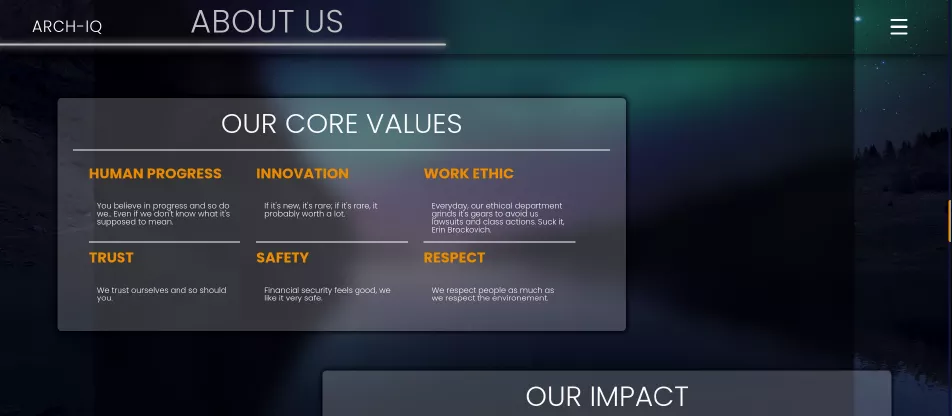 ARCH-IQ
ABOUT US
OUR CORE VALUES
HUMAN PROGRESS
You believe in progress and so do
we.. Even if we don't know what it's
supposed to mean.
INNOVATION
If it's new, it's rare; if it's rare, it
probably worth a lot.
WORK ETHIC
Everyday, our ethical department
grinds it's gears to avoid us
lawsuits and class actions. Suck it,
Erin Brockovich.
TRUST
We trust ourselves and so should
you.
SAFETY
Financial security feels good, we
like it very safe.
RESPECT
We respect people as much as
we respect the environement.
OUR IMPACT